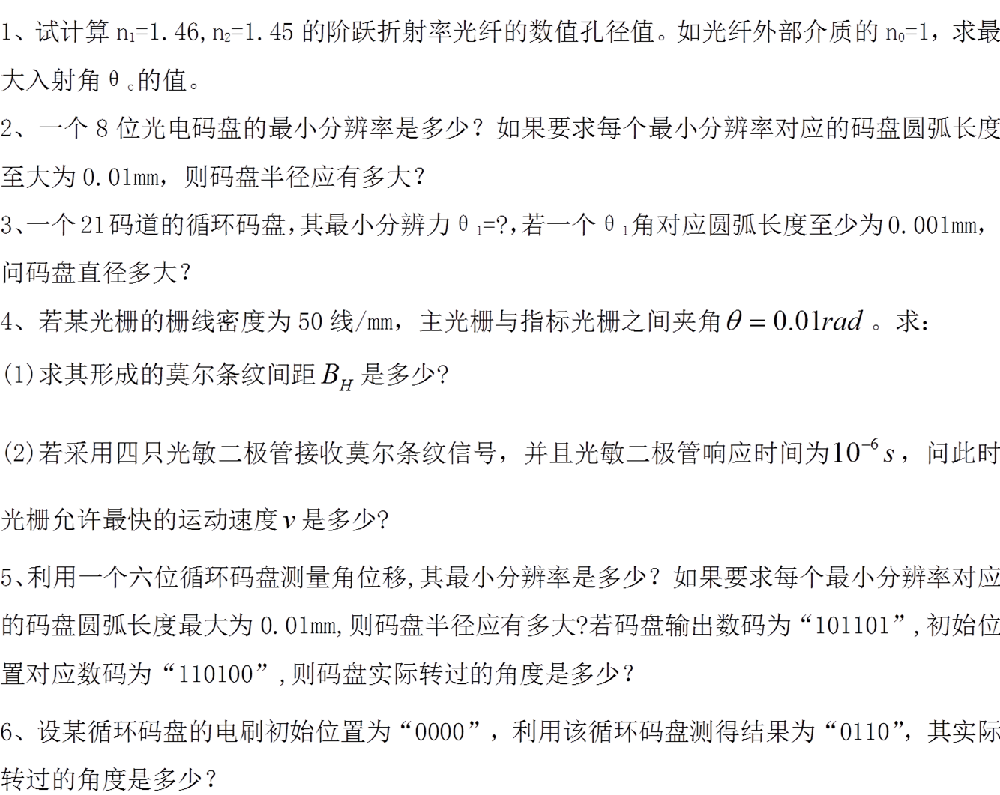 1、试计算 n₁=1.46,n₂=1.45 的阶跃折射率光纤的数值孔径值。如光纤外部介质的 n₀=1，求最
大入射角 θc的值。
2、一个 8 位光电码盘的最小分辨率是多少？如果要求每个最小分辨率对应的码盘圆弧长度
至大为 0.01mm，则码盘半径应有多大？
3、一个 21 码道的循环码盘,其最小分辨力 θ₁=?,若一个 θ₁角对应圆弧长度至少为 0.001mm，
问码盘直径多大？
4、若某光栅的栅线密度为 50 线/mm，主光栅与指标光栅之间夹角 θ = 0.01rad 。求：
(1)求其形成的莫尔条纹间距 B_H 是多少?
(2)若采用四只光敏二极管接收莫尔条纹信号，并且光敏二极管响应时间为10⁻⁶ s，问此时
光栅允许最快的运动速度 v 是多少?
5、利用一个六位循环码盘测量角位移,其最小分辨率是多少？如果要求每个最小分辨率对应
的码盘圆弧长度最大为 0.01mm,则码盘半径应有多大?若码盘输出数码为“101101”,初始位
置对应数码为“110100”,则码盘实际转过的角度是多少？
6、设某循环码盘的电刷初始位置为“0000”，利用该循环码盘测得结果为“0110”，其实际
转过的角度是多少？